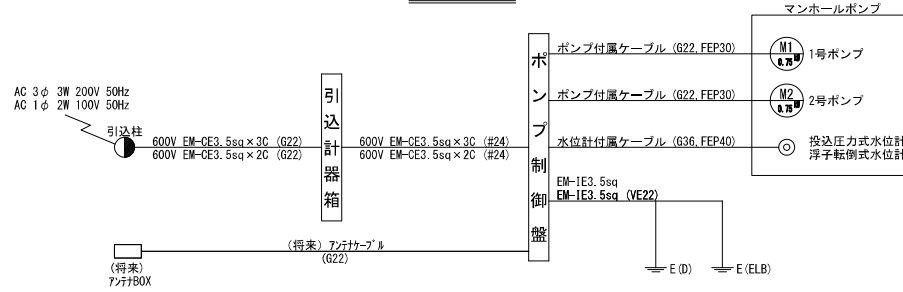 マンホールポンプ
AC 3φ 3W 200V 50Hz
AC 1φ 2W 100V 50Hz
引込柱
600V EM-CE3.5sq×3C (G22)
600V EM-CE3.5sq×2C (G22)
引込計器箱
600V EM-CE3.5sq×3C (#24)
600V EM-CE3.5sq×2C (#24)
ポンプ制御盤
ポンプ付属ケーブル (G22, FEP30)
M1
0.75kW
1号ポンプ
ポンプ付属ケーブル (G22, FEP30)
M2
0.75kW
2号ポンプ
水位計付属ケーブル (G36, FEP40)
投込圧力式水位計
浮子転倒式水位計
EM-IE3.5sq
EM-IE3.5sq (VE22)
E(D)
E(ELB)
(将来) アンテナケーブル
(G22)
(将来)
アンテナBOX